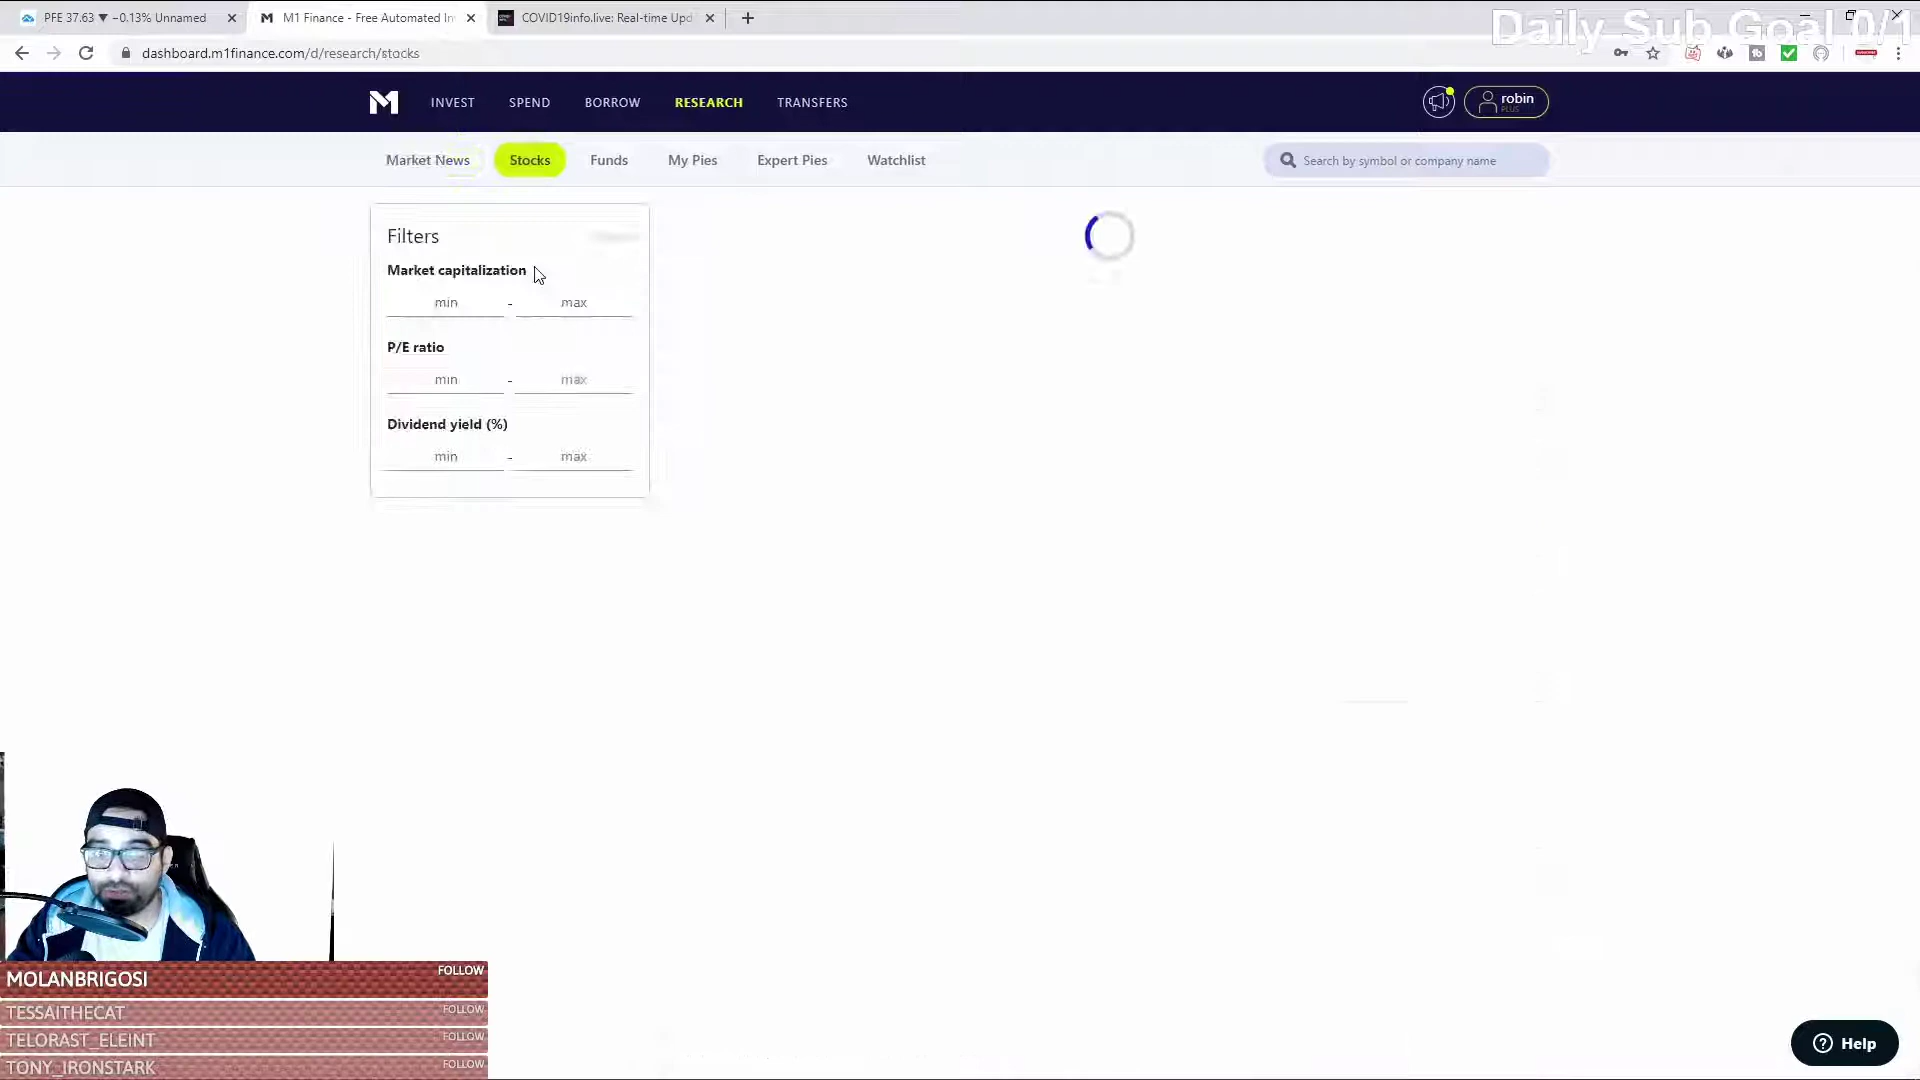 PFE 37.63 ▼ −0.13% Unnamed
M1 Finance - Free Automated In
COVID19info.live: Real-time Upd
Daily Sub Goal 0/1
dashboard.m1finance.com/d/research/stocks
INVEST
SPEND
BORROW
RESEARCH
TRANSFERS
robin
PLUS
Market News
Stocks
Funds
My Pies
Expert Pies
Watchlist
Search by symbol or company name
Filters
Market capitalization
min - max
P/E ratio
min - max
Dividend yield (%)
min - max
MOLANBRIGOSI FOLLOW
TESSAITHECAT FOLLOW
TELORAST_ELEINT FOLLOW
TONY_IRONSTARK FOLLOW
Help